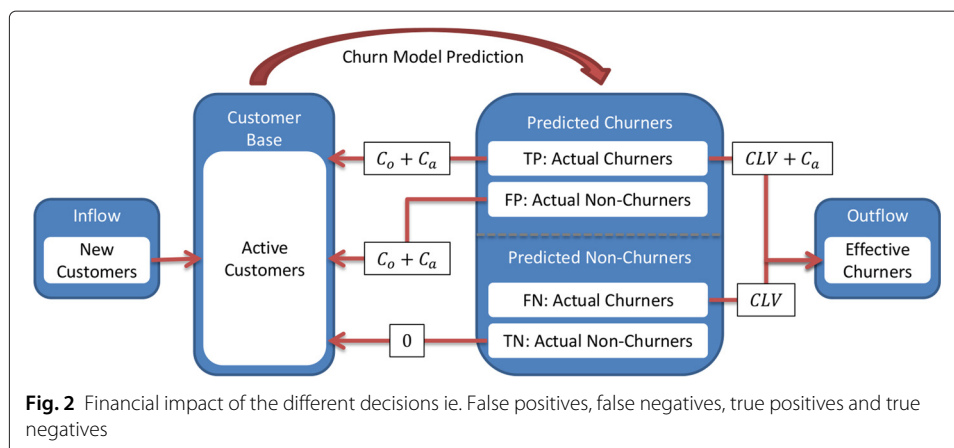 Churn Model Prediction
Customer
Base
Active
Customers
Inflow
New
Customers
C_o + C_a
C_o + C_a
0
Predicted Churners
TP: Actual Churners
FP: Actual Non-Churners
Predicted Non-Churners
FN: Actual Churners
TN: Actual Non-Churners
CLV + C_a
CLV
Outflow
Effective
Churners
Fig. 2 Financial impact of the different decisions ie. False positives, false negatives, true positives and true
negatives